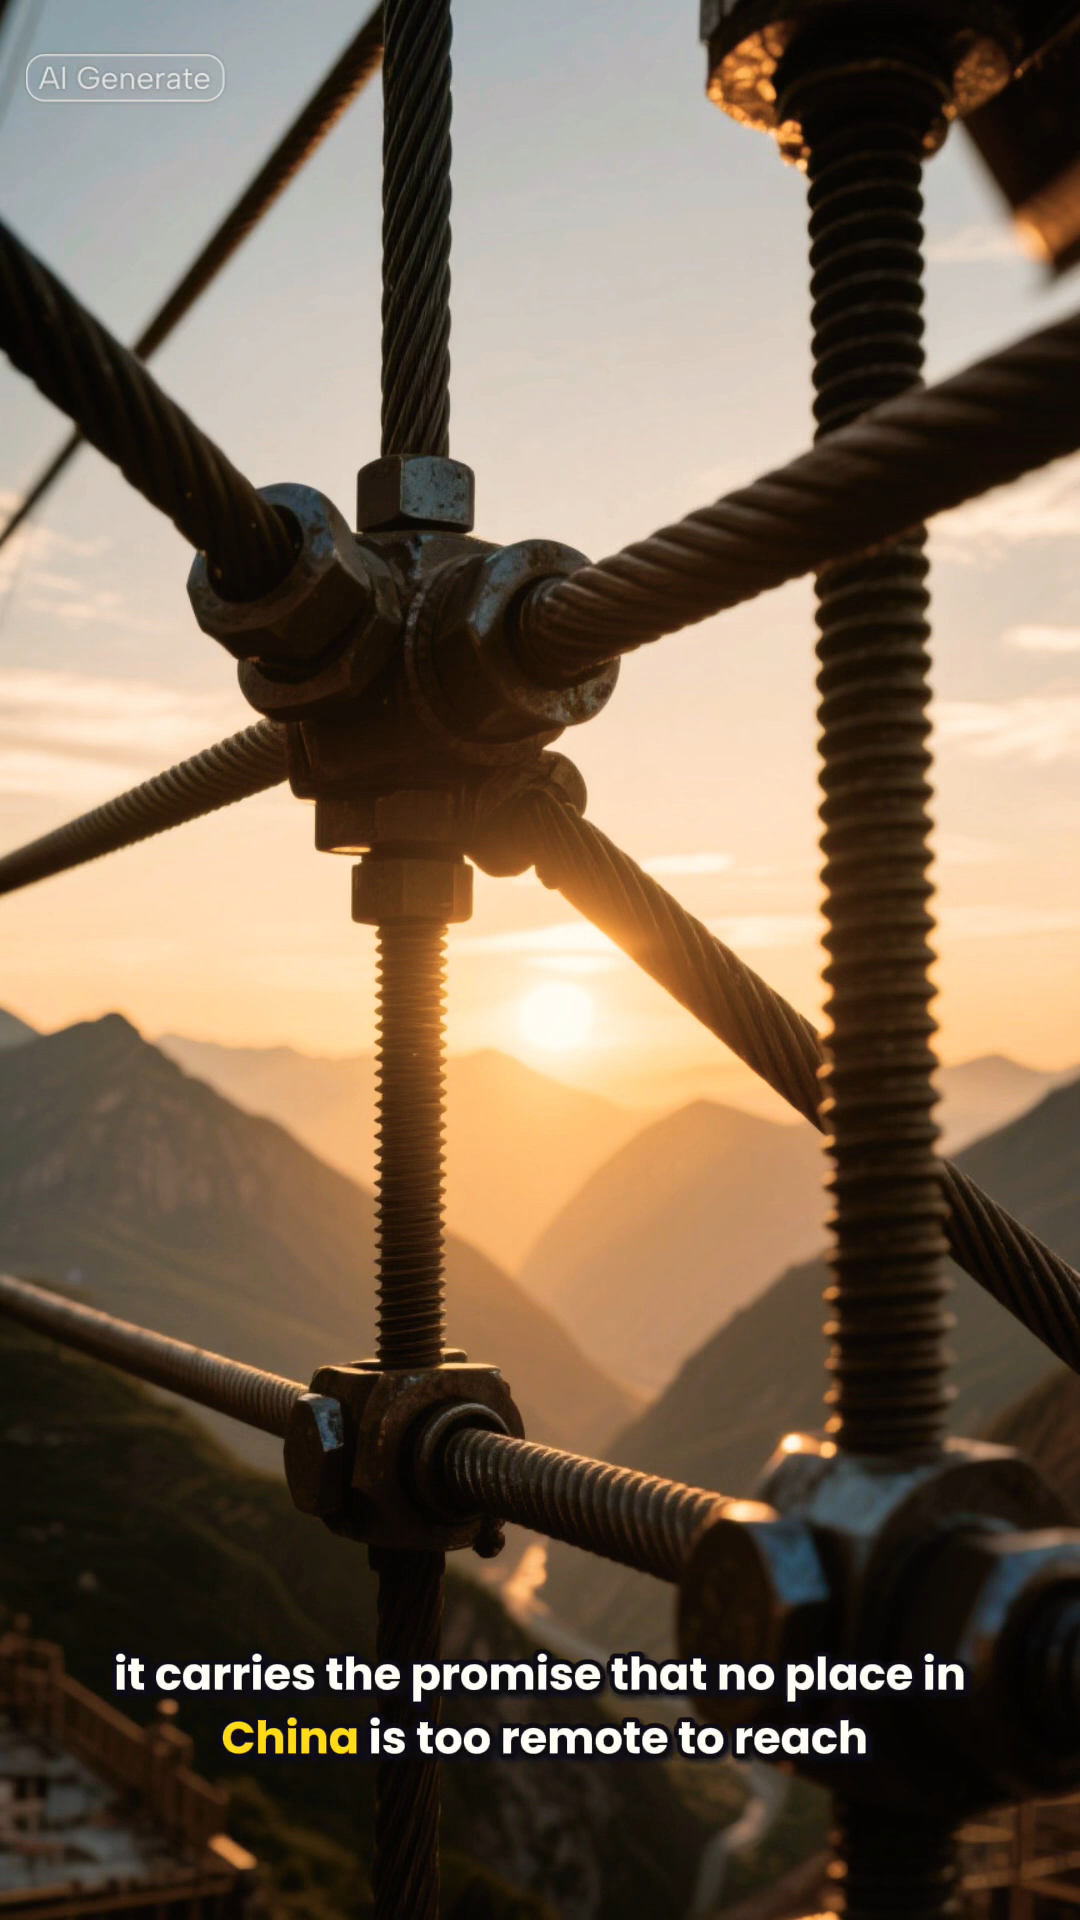 AI Generate
it carries the promise that no place in
China is too remote to reach